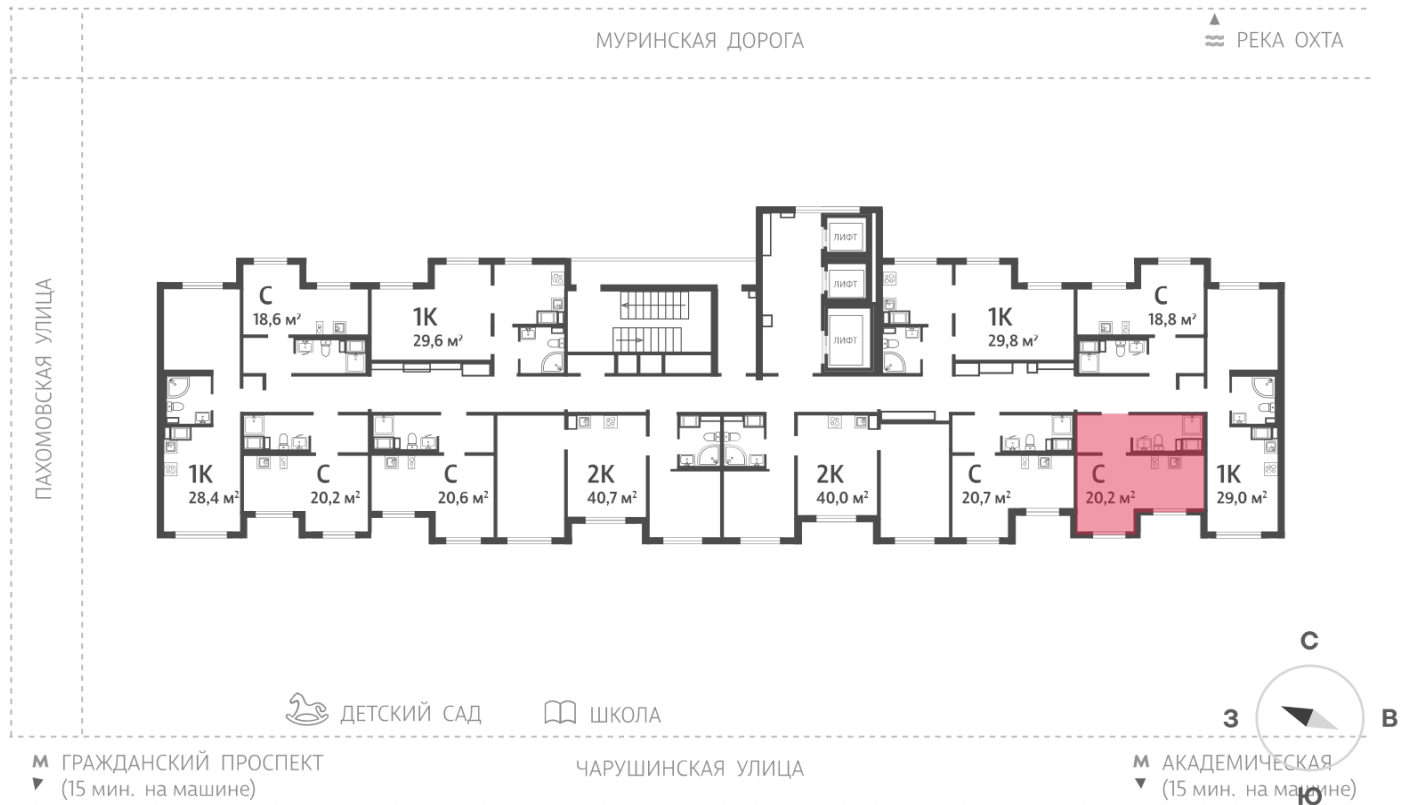 МУРИНСКАЯ ДОРОГА
РЕКА ОХТА
ПАХОМОВСКАЯ УЛИЦА
ЛИФТ
ЛИФТ
ЛИФТ
С
18,6 м²
1К
29,6 м²
1К
29,8 м²
С
18,8 м²
1К
28,4 м²
С
20,2 м²
С
20,6 м²
2К
40,7 м²
2К
40,0 м²
С
20,7 м²
С
20,2 м²
1К
29,0 м²
ДЕТСКИЙ САД
ШКОЛА
С
З
В
Ю
М ГРАЖДАНСКИЙ ПРОСПЕКТ
(15 мин. на машине)
ЧАРУШИНСКАЯ УЛИЦА
М АКАДЕМИЧЕСКАЯ
(15 мин. на машине)